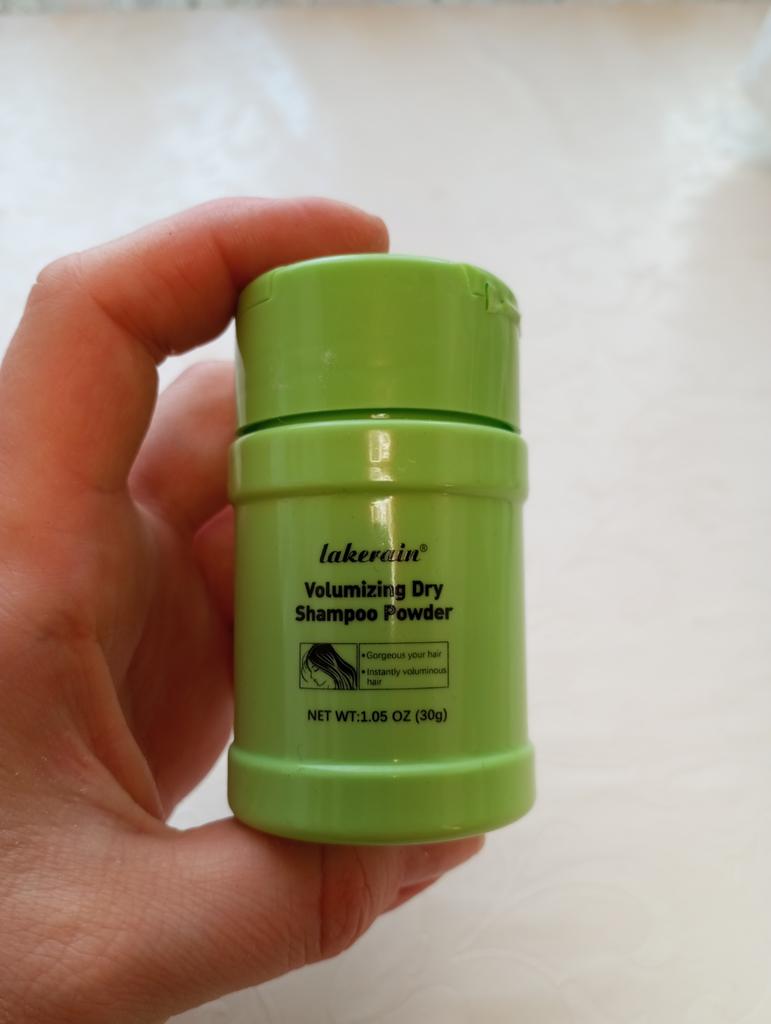 lakerain®
Volumizing Dry
Shampoo Powder
•Gorgeous your hair
•Instantly voluminous
hair
NET WT:1.05 OZ (30g)